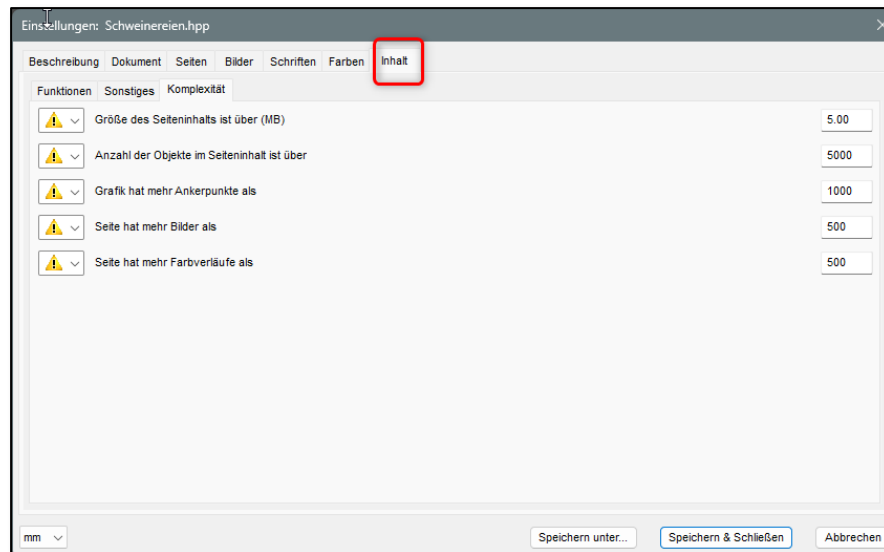 Einstellungen: Schweinereien.hpp
Beschreibung Dokument Seiten Bilder Schriften Farben Inhalt
Funktionen Sonstiges Komplexität
Größe des Seiteninhalts ist über (MB) 5.00
Anzahl der Objekte im Seiteninhalt ist über 5000
Grafik hat mehr Ankerpunkte als 1000
Seite hat mehr Bilder als 500
Seite hat mehr Farbverläufe als 500
mm Speichern unter... Speichern & Schließen Abbrechen